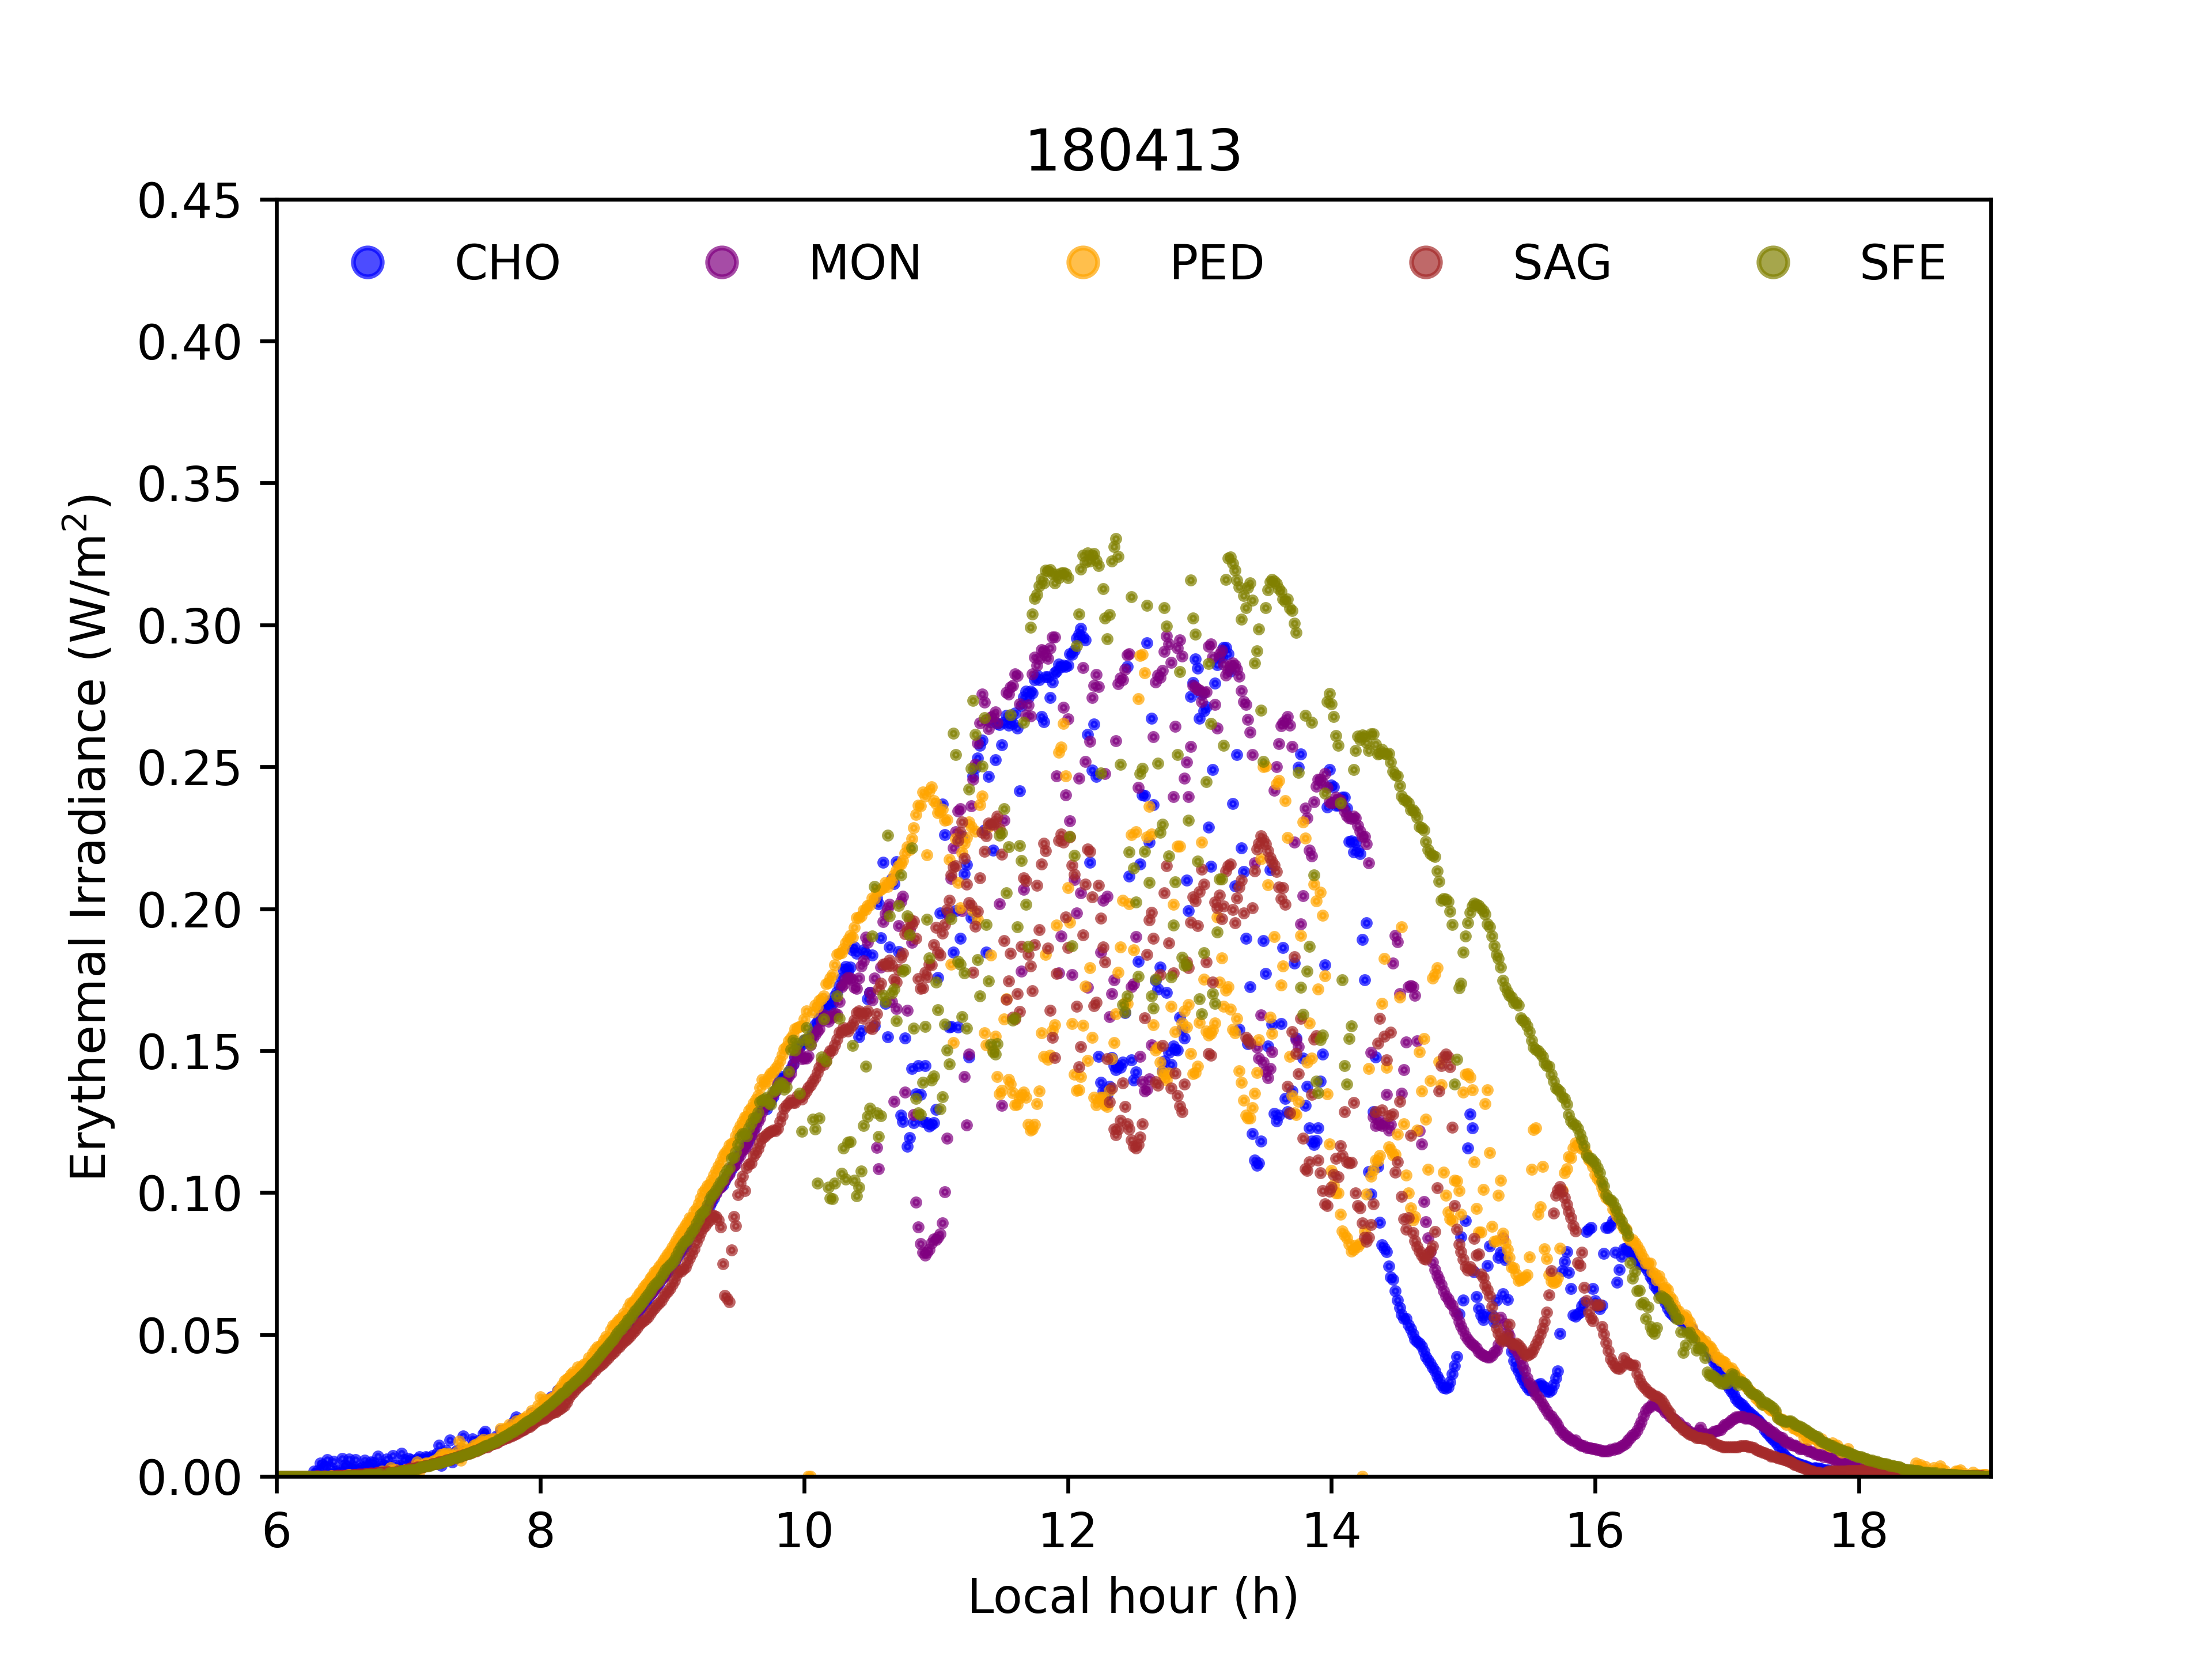 180413
CHO MON PED SAG SFE
0.45
0.40
0.35
0.30
0.25
0.20
0.15
0.10
0.05
0.00
Erythemal Irradiance (W/m²)
6 8 10 12 14 16 18
Local hour (h)